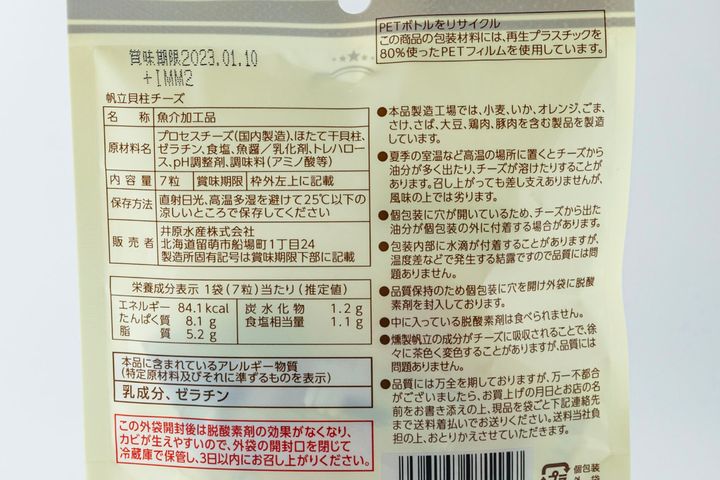 PETボトルをリサイクル
この商品の包装材料には、再生プラスチックを
80%使ったPETフィルムを使用しています。
賞味期限2023.01.10
+IMM2
帆立貝柱チーズ
名称 魚介加工品
原材料名 プロセスチーズ(国内製造)、ほたて干貝柱、
ゼラチン、食塩、魚醤/乳化剤、トレハロー
ス、pH調整剤、調味料(アミノ酸等)
内容量 7粒 賞味期限 枠外左上に記載
保存方法 直射日光、高温多湿を避けて25℃以下の
涼しいところで保存してください
販売者 井原水産株式会社
北海道留萌市船場町1丁目24
製造所固有記号は賞味期限下部に記載
栄養成分表示 1袋(7粒)当たり(推定値)
エネルギー 84.1kcal 炭水化物 1.2g
たんぱく質 8.1g 食塩相当量 1.1g
脂質 5.2g
本品に含まれているアレルギー物質
(特定原材料及びそれに準ずるものを表示)
乳成分、ゼラチン
この外袋開封後は脱酸素剤の効果がなくなり、
カビが生えやすいので、外袋の開封口を閉じて
冷蔵庫で保管し、3日以内にお召し上がりください。
●本品製造工場では、小麦、いか、オレンジ、ごま、
さけ、さば、大豆、鶏肉、豚肉を含む製品を製造
しています。
●夏季の室温など高温の場所に置くとチーズから
油分が多く出たり、チーズが溶けたりすることが
あります。召し上がっても差し支えありませんが、
風味の上では劣ります。
●個包装に穴が開いているため、チーズから出た
油分が個包装の外に付着する場合があります。
●包装内部に水滴が付着することがありますが、
温度差などで発生する結露ですので品質には問
題ありません。
●品質保持のため個包装に穴を開け外袋に脱酸
素剤を封入しております。
●中に入っている脱酸素剤は食べられません。
●燻製帆立の成分がチーズに吸収されることで、徐
々に茶色く変色することがありますが、品質には
問題ありません。
●品質には万全を期しておりますが、万一不都合
がございましたら、お買上げの月日とお店の名
前をお書き添えの上、現品を袋ごと下記連絡先
まで送料着払いでお送りください。送料当社負
担の上、おとりかえさせていただきます。
個包装